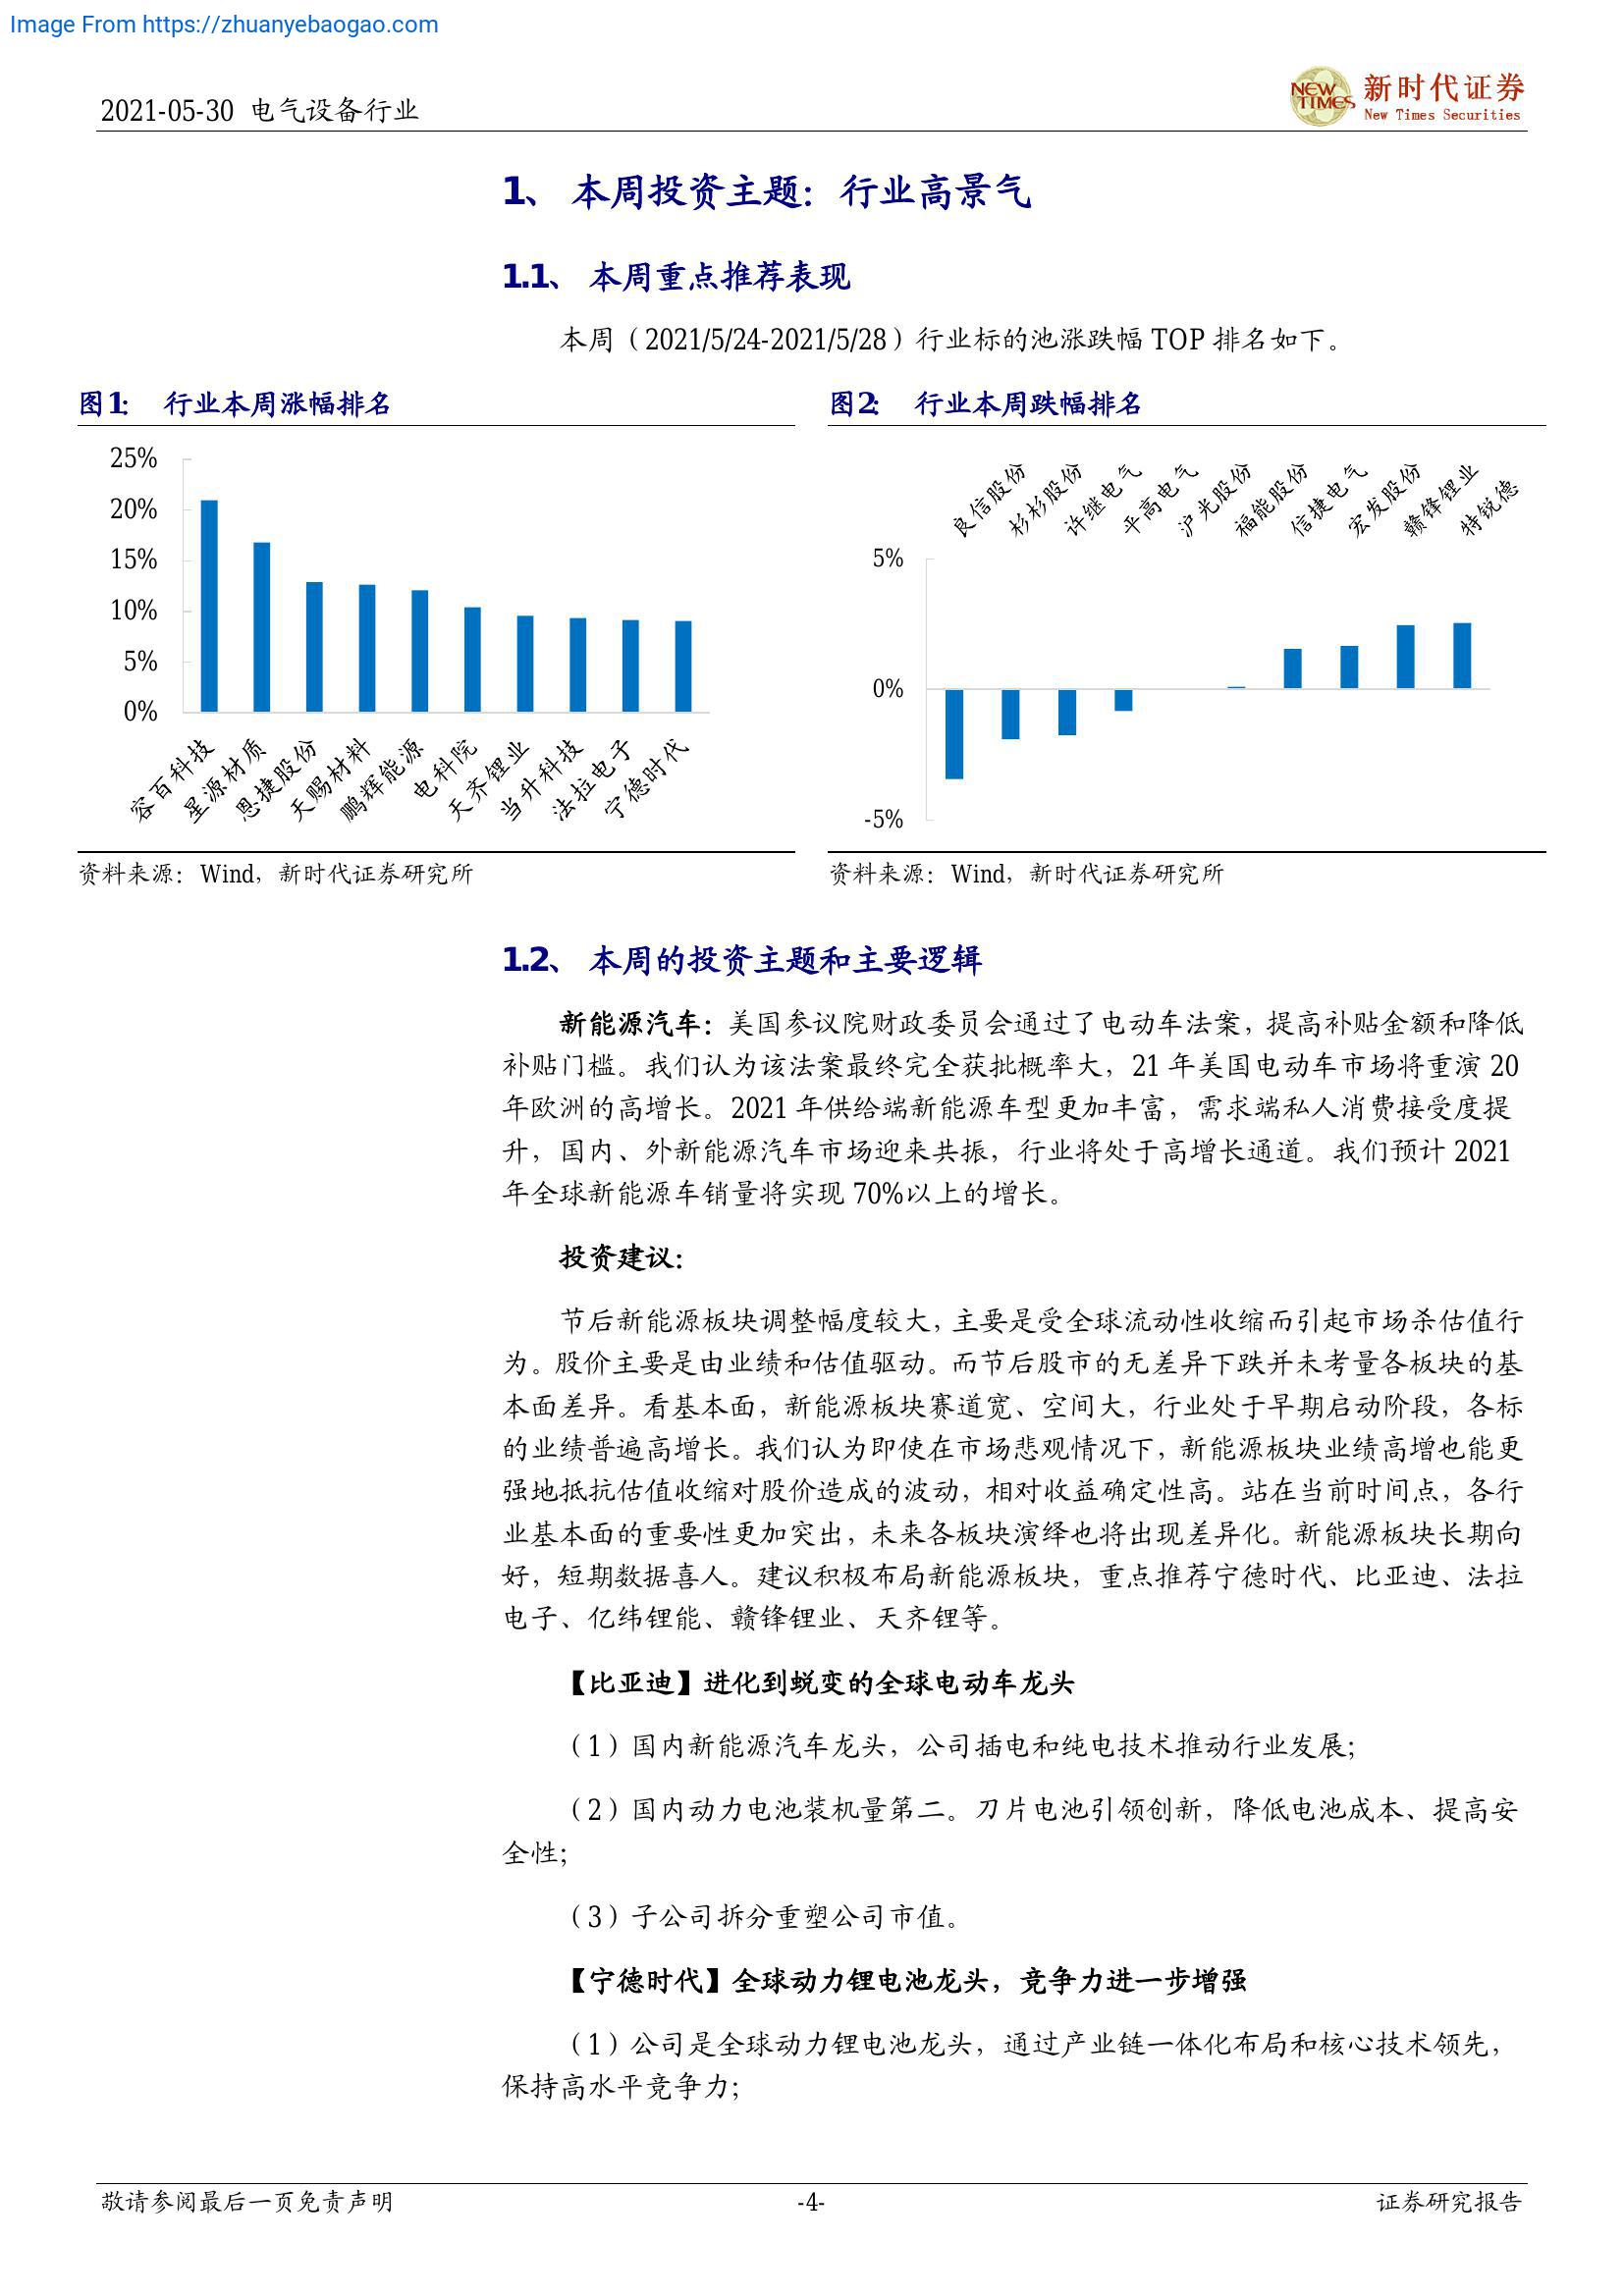 Image From https://zhuanyebaogao.com
2021-05-30 电气设备行业
NEW TIMES
新时代证券
New Times Securities
1、 本周投资主题：行业高景气
1.1、 本周重点推荐表现
本周（2021/5/24-2021/5/28）行业标的池涨跌幅 TOP 排名如下。
图1： 行业本周涨幅排名
25%
20%
15%
10%
5%
0%
容百科技
星源材质
恩捷股份
天赐材料
鹏辉能源
电科院
天齐锂业
当升科技
法拉电子
宁德时代
资料来源：Wind，新时代证券研究所
图2： 行业本周跌幅排名
良信股份
杉杉股份
许继电气
平高电气
沪光股份
福能股份
信捷电气
宏发股份
赣锋锂业
特锐德
5%
0%
-5%
资料来源：Wind，新时代证券研究所
1.2、 本周的投资主题和主要逻辑
新能源汽车：美国参议院财政委员会通过了电动车法案，提高补贴金额和降低
补贴门槛。我们认为该法案最终完全获批概率大，21 年美国电动车市场将重演 20
年欧洲的高增长。2021 年供给端新能源车型更加丰富，需求端私人消费接受度提
升，国内、外新能源汽车市场迎来共振，行业将处于高增长通道。我们预计 2021
年全球新能源车销量将实现 70%以上的增长。
投资建议：
节后新能源板块调整幅度较大，主要是受全球流动性收缩而引起市场杀估值行
为。股价主要是由业绩和估值驱动。而节后股市的无差异下跌并未考量各板块的基
本面差异。看基本面，新能源板块赛道宽、空间大，行业处于早期启动阶段，各标
的业绩普遍高增长。我们认为即使在市场悲观情况下，新能源板块业绩高增也能更
强地抵抗估值收缩对股价造成的波动，相对收益确定性高。站在当前时间点，各行
业基本面的重要性更加突出，未来各板块演绎也将出现差异化。新能源板块长期向
好，短期数据喜人。建议积极布局新能源板块，重点推荐宁德时代、比亚迪、法拉
电子、亿纬锂能、赣锋锂业、天齐锂等。
【比亚迪】进化到蜕变的全球电动车龙头
（1）国内新能源汽车龙头，公司插电和纯电技术推动行业发展；
（2）国内动力电池装机量第二。刀片电池引领创新，降低电池成本、提高安
全性；
（3）子公司拆分重塑公司市值。
【宁德时代】全球动力锂电池龙头，竞争力进一步增强
（1）公司是全球动力锂电池龙头，通过产业链一体化布局和核心技术领先，
保持高水平竞争力；
敬请参阅最后一页免责声明
-4-
证券研究报告